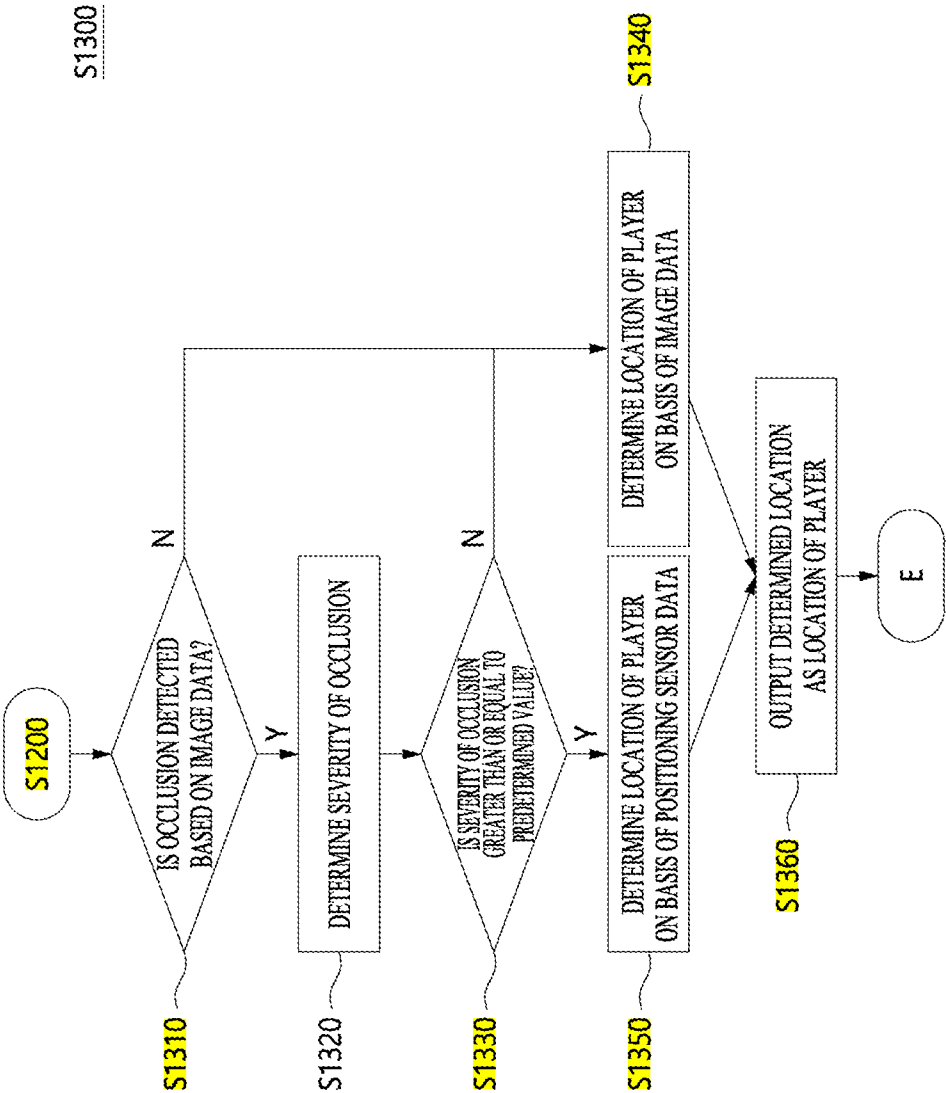 S1300
S1200
IS OCCLUSION DETECTED
BASED ON IMAGE DATA?
N
Y
S1310
DETERMINE SEVERITY OF OCCLUSION
S1320
IS SEVERITY OF OCCLUSION
GREATER THAN OR EQUAL TO
PREDETERMINED VALUE?
N
Y
S1330
DETERMINE LOCATION OF PLAYER
ON BASIS OF POSITIONING SENSOR DATA
S1350
DETERMINE LOCATION OF PLAYER
ON BASIS OF IMAGE DATA
S1340
OUTPUT DETERMINED LOCATION
AS LOCATION OF PLAYER
S1360
E